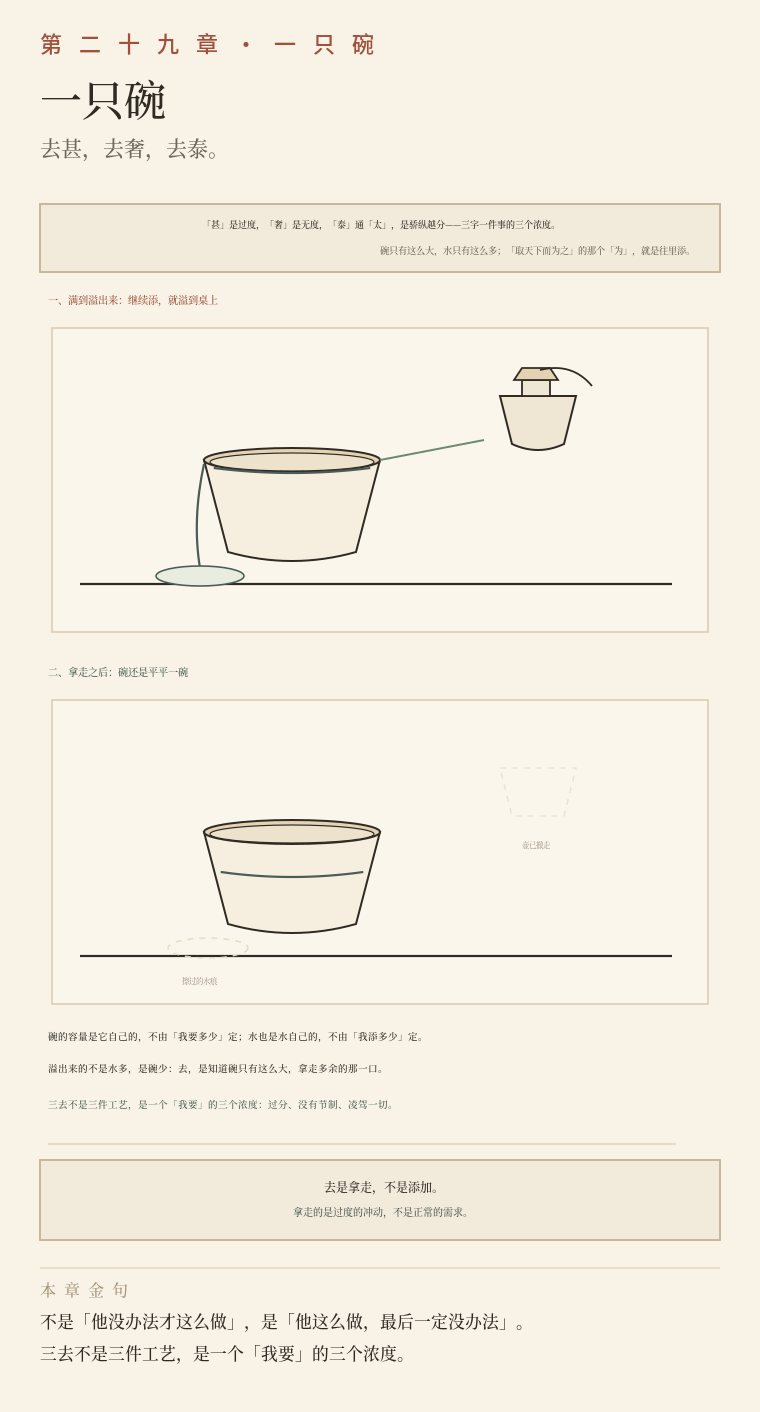 第二十九章·一只碗
一只碗
去甚，去奢，去泰。
「甚」是过度，「奢」是无度，「泰」通「太」，是骄纵越分——三字一件事的三个浓度。
碗只有这么大，水只有这么多；「取天下而为之」的那个「为」，就是往里添。
一、满到溢出来：继续添，就溢到桌上
二、拿走之后：碗还是平平一碗
壶已搬走
擦过的水痕
碗的容量是它自己的，不由「我要多少」定；水也是水自己的，不由「我添多少」定。
溢出来的不是水多，是碗少：去，是知道碗只有这么大，拿走多余的那一口。
三去不是三件工艺，是一个「我要」的三个浓度：过分、没有节制、凌驾一切。
去是拿走，不是添加。
拿走的是过度的冲动，不是正常的需求。
本章金句
不是「他没办法才这么做」，是「他这么做，最后一定没办法」。
三去不是三件工艺，是一个「我要」的三个浓度。